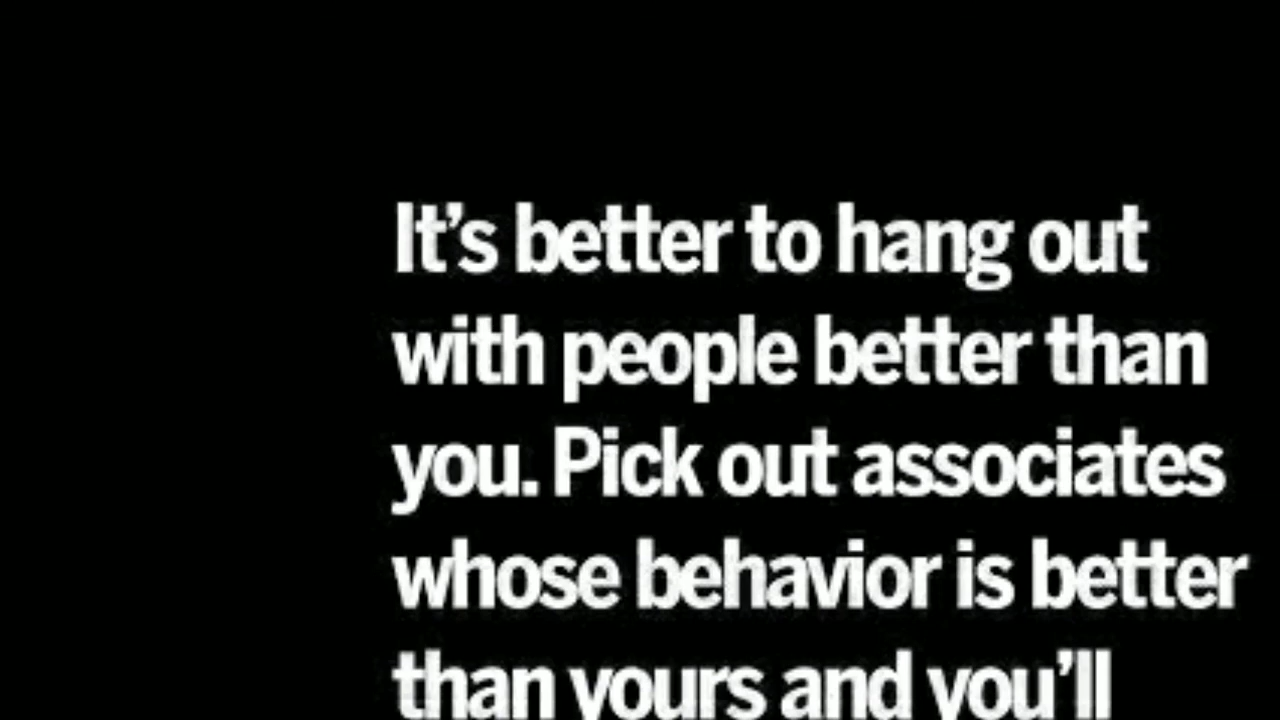 It’s better to hang out
with people better than
you. Pick out associates
whose behavior is better
than yours and you’ll